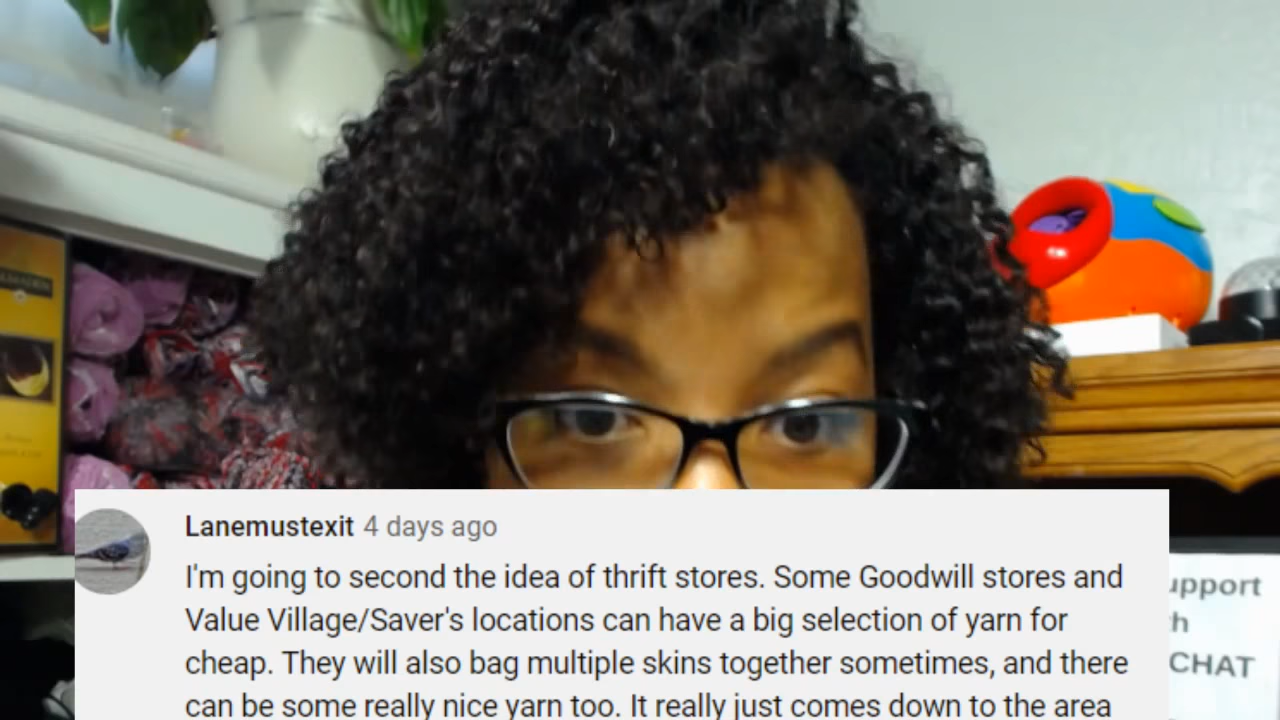 Lanemustexit 4 days ago
I'm going to second the idea of thrift stores. Some Goodwill stores and
Value Village/Saver's locations can have a big selection of yarn for
cheap. They will also bag multiple skins together sometimes, and there
can be some really nice yarn too. It really just comes down to the area
upport
h
CHAT